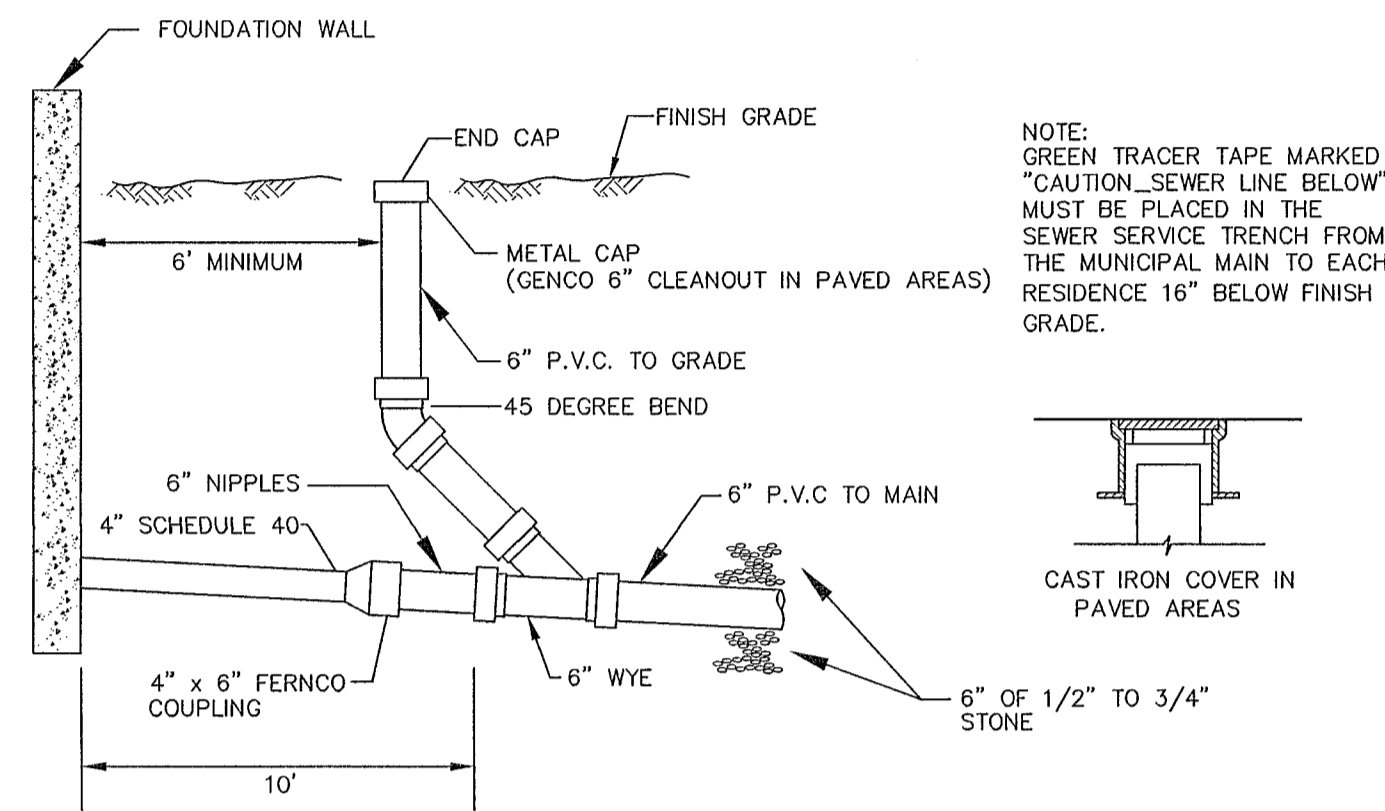 FOUNDATION WALL
FINISH GRADE
END CAP
6' MINIMUM
METAL CAP
(GENCO 6" CLEANOUT IN PAVED AREAS)
6" P.V.C. TO GRADE
45 DEGREE BEND
6" NIPPLES
4" SCHEDULE 40
6" P.V.C TO MAIN
4" x 6" FERNCO
COUPLING
6" WYE
6" OF 1/2" TO 3/4"
STONE
10'
NOTE:
GREEN TRACER TAPE MARKED
"CAUTION_SEWER LINE BELOW"
MUST BE PLACED IN THE
SEWER SERVICE TRENCH FROM
THE MUNICIPAL MAIN TO EACH
RESIDENCE 16" BELOW FINISH
GRADE.
CAST IRON COVER IN
PAVED AREAS